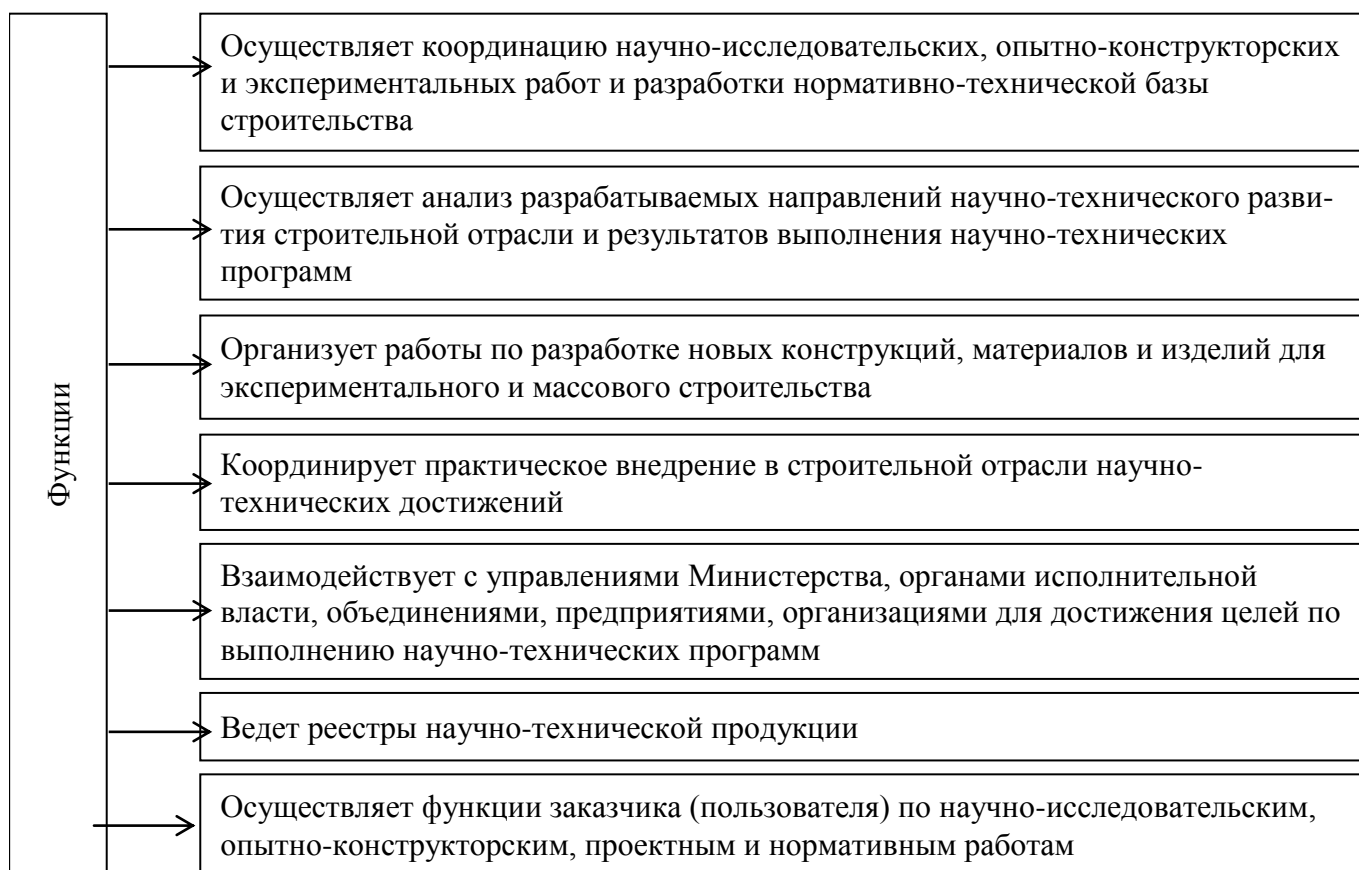 Функции
Осуществляет координацию научно-исследовательских, опытно-конструкторских
и экспериментальных работ и разработки нормативно-технической базы
строительства
Осуществляет анализ разрабатываемых направлений научно-технического разви-
тия строительной отрасли и результатов выполнения научно-технических
программ
Организует работы по разработке новых конструкций, материалов и изделий для
экспериментального и массового строительства
Координирует практическое внедрение в строительной отрасли научно-
технических достижений
Взаимодействует с управлениями Министерства, органами исполнительной
власти, объединениями, предприятиями, организациями для достижения целей по
выполнению научно-технических программ
Ведет реестры научно-технической продукции
Осуществляет функции заказчика (пользователя) по научно-исследовательским,
опытно-конструкторским, проектным и нормативным работам